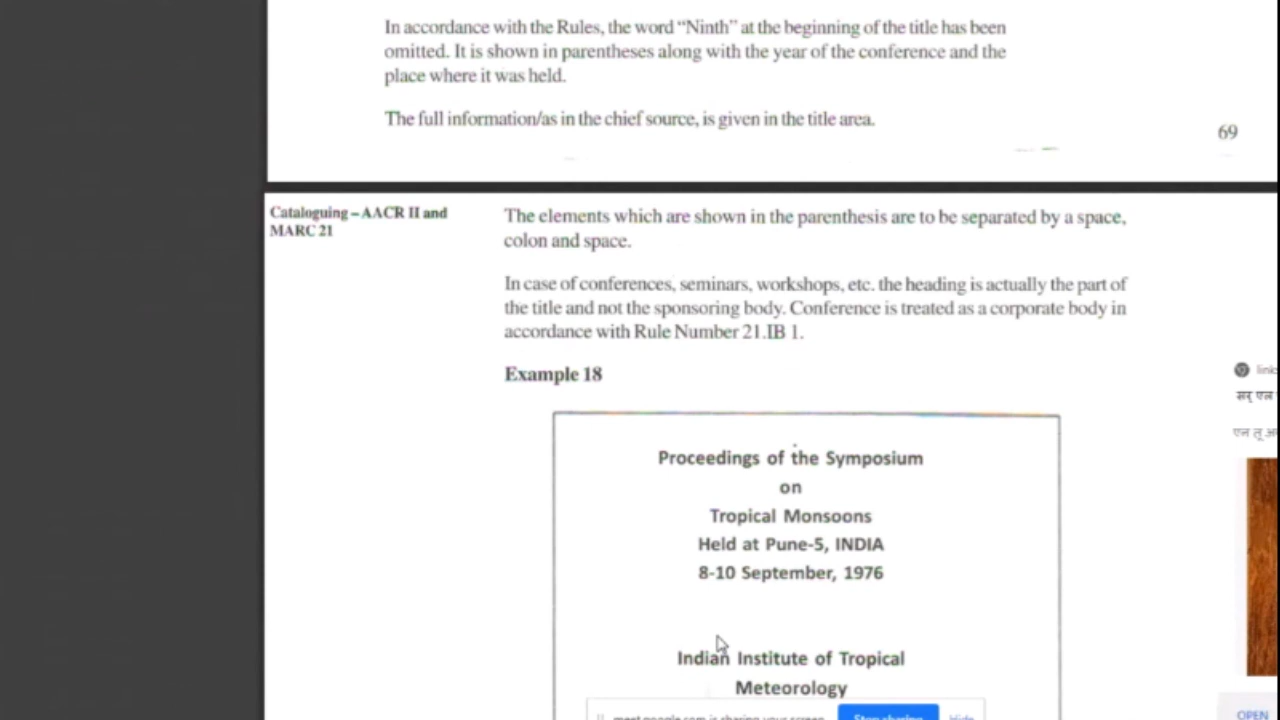 In accordance with the Rules, the word “Ninth” at the beginning of the title has been
omitted. It is shown in parentheses along with the year of the conference and the
place where it was held.
The full information/as in the chief source, is given in the title area.
69
Cataloguing – AACR II and
MARC 21
The elements which are shown in the parenthesis are to be separated by a space,
colon and space.
In case of conferences, seminars, workshops, etc. the heading is actually the part of
the title and not the sponsoring body. Conference is treated as a corporate body in
accordance with Rule Number 21.IB 1.
Example 18
Proceedings of the Symposium
on
Tropical Monsoons
Held at Pune-5, INDIA
8-10 September, 1976
Indian Institute of Tropical
Meteorology
meet.google.com is sharing your screen.
Stop sharing
Hide
OPEN